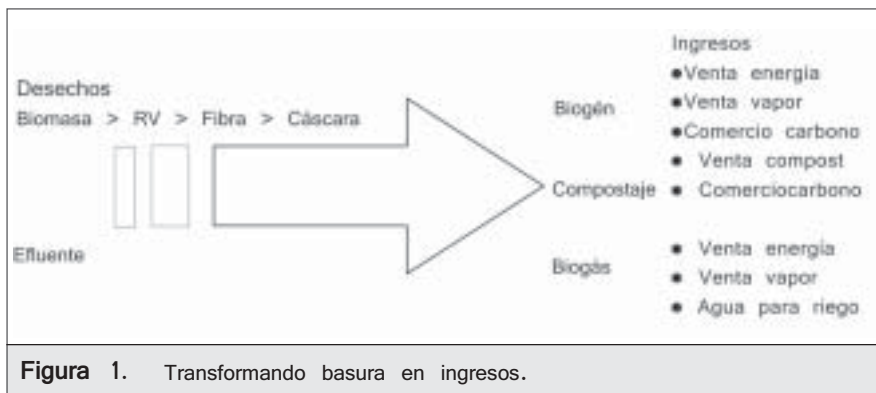 Desechos
Biomasa > RV > Fibra > Cáscara
Efluente
Biogén
Compostaje
Biogás
Ingresos
●Venta energía
●Venta vapor
●Comercio carbono
● Venta compost
● Comerciocarbono
● Venta energía
● Venta vapor
● Agua para riego
Figura 1. Transformando basura en ingresos.